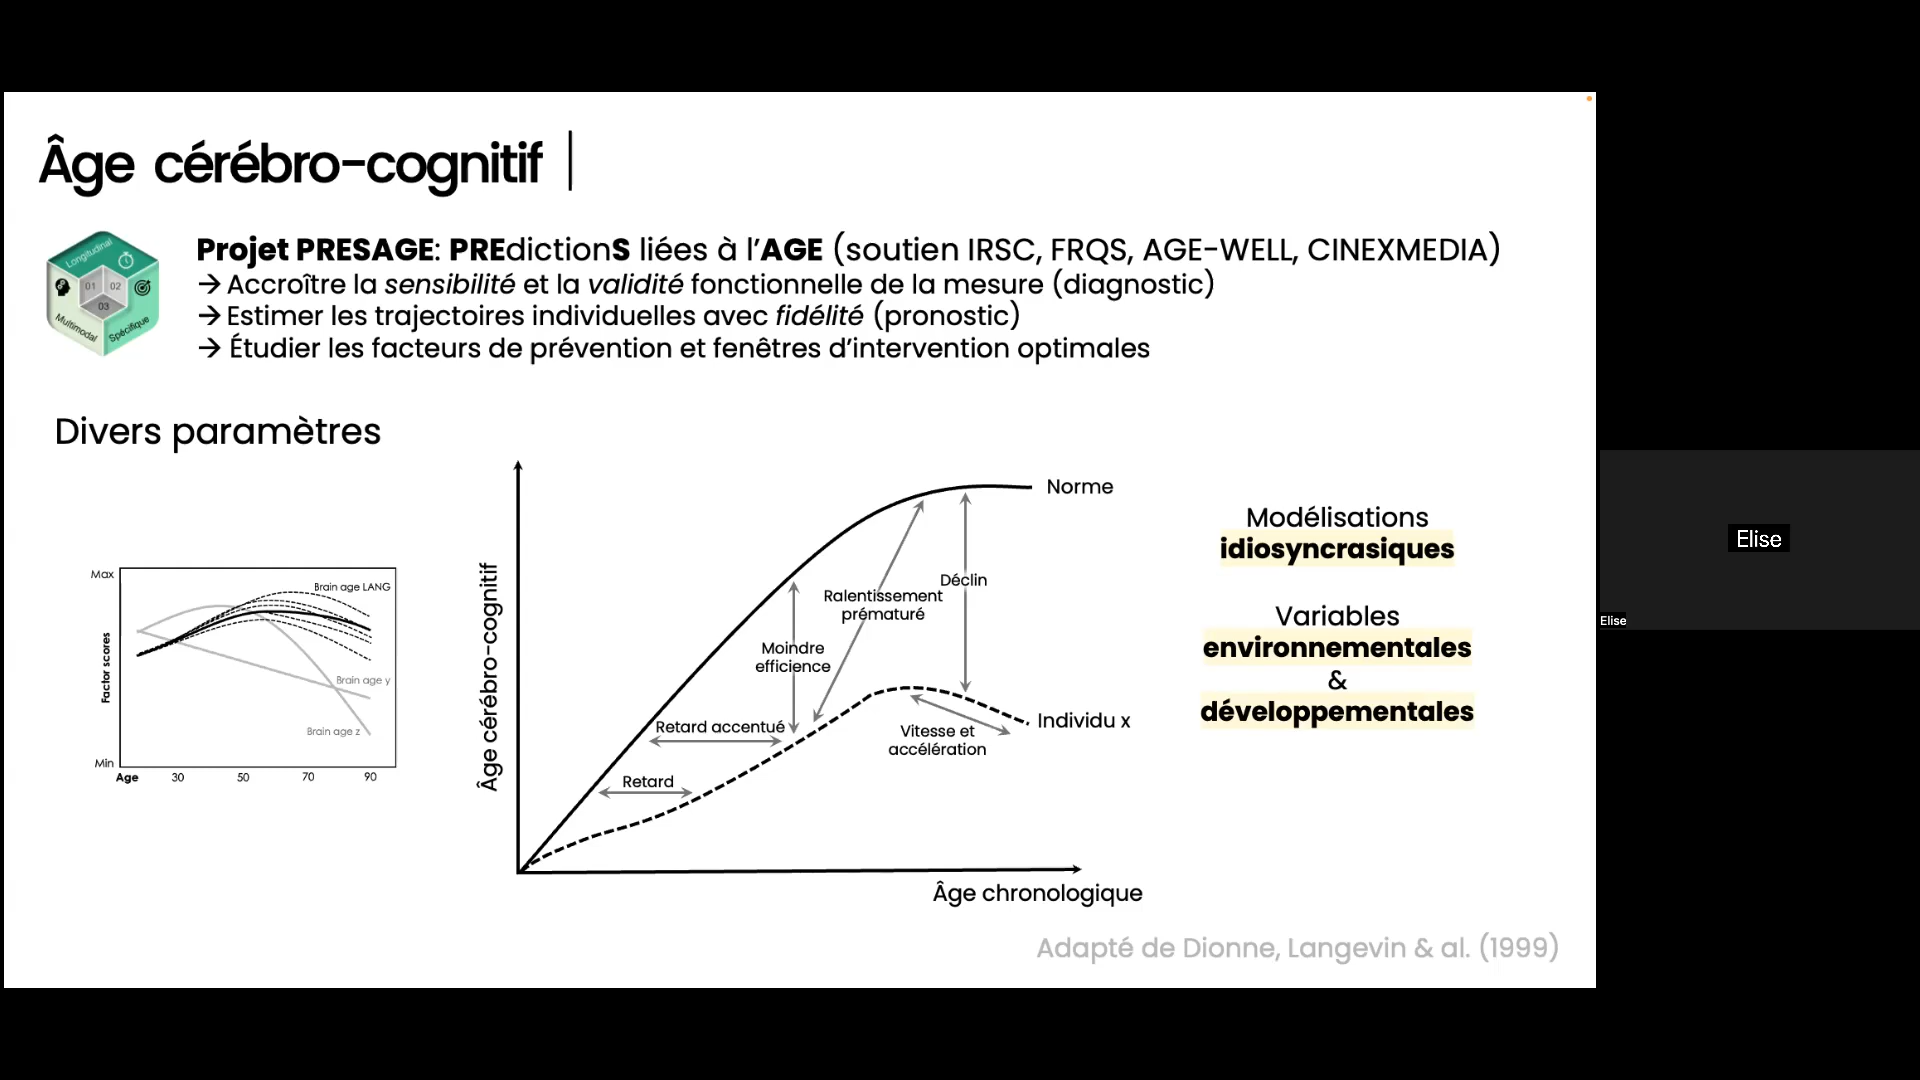 Âge cérébro-cognitif
Projet PRESAGE: PREdictionS liées à l’AGE (soutien IRSC, FRQS, AGE-WELL, CINEXMEDIA)
→ Accroître la sensibilité et la validité fonctionnelle de la mesure (diagnostic)
→ Estimer les trajectoires individuelles avec fidélité (pronostic)
→ Étudier les facteurs de prévention et fenêtres d’intervention optimales
Longitudinal
01 02
03
Multimodal
Spécifique
Divers paramètres
Max
Factor scores
Min
Brain age LANG
Brain age y
Brain age z
Age 30 50 70 90
Âge cérébro-cognitif
Norme
Déclin
Ralentissement
prématuré
Moindre
efficience
Retard accentué
Retard
Individu x
Vitesse et
accélération
Âge chronologique
Modélisations
idiosyncrasiques
Variables
environnementales
&
développementales
Adapté de Dionne, Langevin & al. (1999)
Elise
Elise